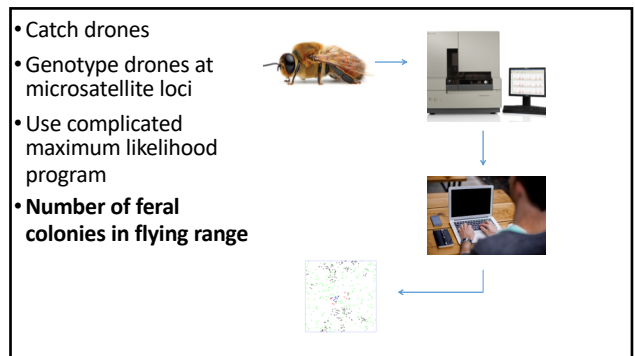 • Catch drones
• Genotype drones at
microsatellite loci
• Use complicated
maximum likelihood
program
• Number of feral
colonies in flying range